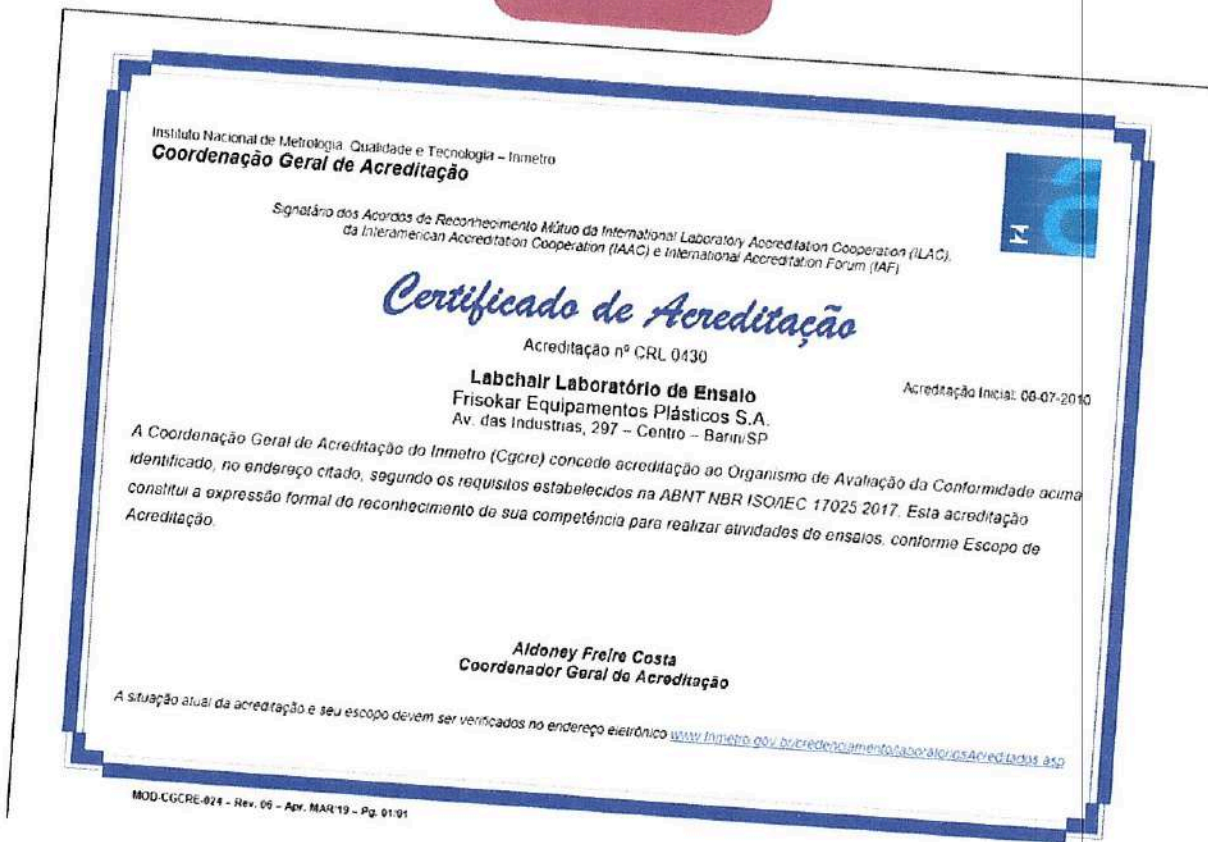 Instituto Nacional de Metrologia, Qualidade e Tecnologia – Inmetro
Coordenação Geral de Acreditação
Signatário dos Acordos de Reconhecimento Mútuo da International Laboratory Accreditation Cooperation (ILAC),
da Interamerican Accreditation Cooperation (IAAC) e International Accreditation Forum (IAF)
Certificado de Acreditação
Acreditação nº CRL 0430
Acreditação Inicial: 08-07-2010
Labchair Laboratório de Ensaio
Frisokar Equipamentos Plásticos S.A.
Av. das Industrias, 297 – Centro – Bariri/SP
A Coordenação Geral de Acreditação do Inmetro (Cgcre) concede acreditação ao Organismo de Avaliação da Conformidade acima
identificado, no endereço citado, segundo os requisitos estabelecidos na ABNT NBR ISO/IEC 17025 2017. Esta acreditação
constitui a expressão formal do reconhecimento de sua competência para realizar atividades de ensaios, conforme Escopo de
Acreditação.
Aldoney Freire Costa
Coordenador Geral de Acreditação
A situação atual da acreditação e seu escopo devem ser verificados no endereço eletrônico www.inmetro.gov.br/credenciamento/laboratoriosAcreditados.asp
MOD-CGCRE-024 – Rev. 06 – Apr. MAR/19 – Pg. 01/01